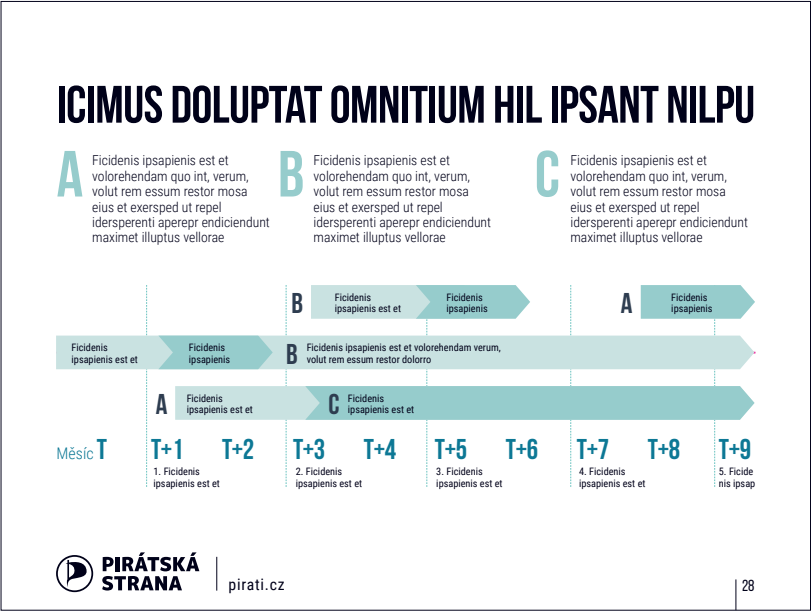 ICIMUS DOLUPTAT OMNITIUM HIL IPSANT NILPU
A
Ficidenis ipsapienis est et
volorehendam quo int, verum,
volut rem essum restor mosa
eius et exersped ut repel
idersperenti aperepr endiciendunt
maximet illuptus vellorae
B
Ficidenis ipsapienis est et
volorehendam quo int, verum,
volut rem essum restor mosa
eius et exersped ut repel
idersperenti aperepr endiciendunt
maximet illuptus vellorae
C
Ficidenis ipsapienis est et
volorehendam quo int, verum,
volut rem essum restor mosa
eius et exersped ut repel
idersperenti aperepr endiciendunt
maximet illuptus vellorae
B
Ficidenis
ipsapienis est et
Ficidenis
ipsapienis
A
Ficidenis
ipsapienis
Ficidenis
ipsapienis est et
Ficidenis
ipsapienis
B
Ficidenis ipsapienis est et volorehendam verum,
volut rem essum restor dolorro
A
Ficidenis
ipsapienis est et
C
Ficidenis
ipsapienis est et
Měsíc T T+1 T+2 T+3 T+4 T+5 T+6 T+7 T+8 T+9
1. Ficidenis
ipsapienis est et
2. Ficidenis
ipsapienis est et
3. Ficidenis
ipsapienis est et
4. Ficidenis
ipsapienis est et
5. Ficide
nis ipsap
PIRÁTSKÁ
STRANA
pirati.cz
28